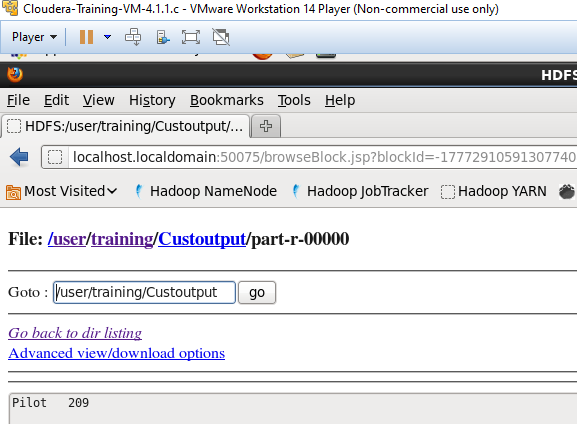 Cloudera-Training-VM-4.1.1.c - VMware Workstation 14 Player (Non-commercial use only)
Player
HDFS
File Edit View History Bookmarks Tools Help
HDFS:/user/training/Custoutput/...
localhost.localdomain:50075/browseBlock.jsp?blockId=-17772910591307740
Most Visited Hadoop NameNode Hadoop JobTracker Hadoop YARN
File: /user/training/Custoutput/part-r-00000
Goto : /user/training/Custoutput go
Go back to dir listing
Advanced view/download options
Pilot 209